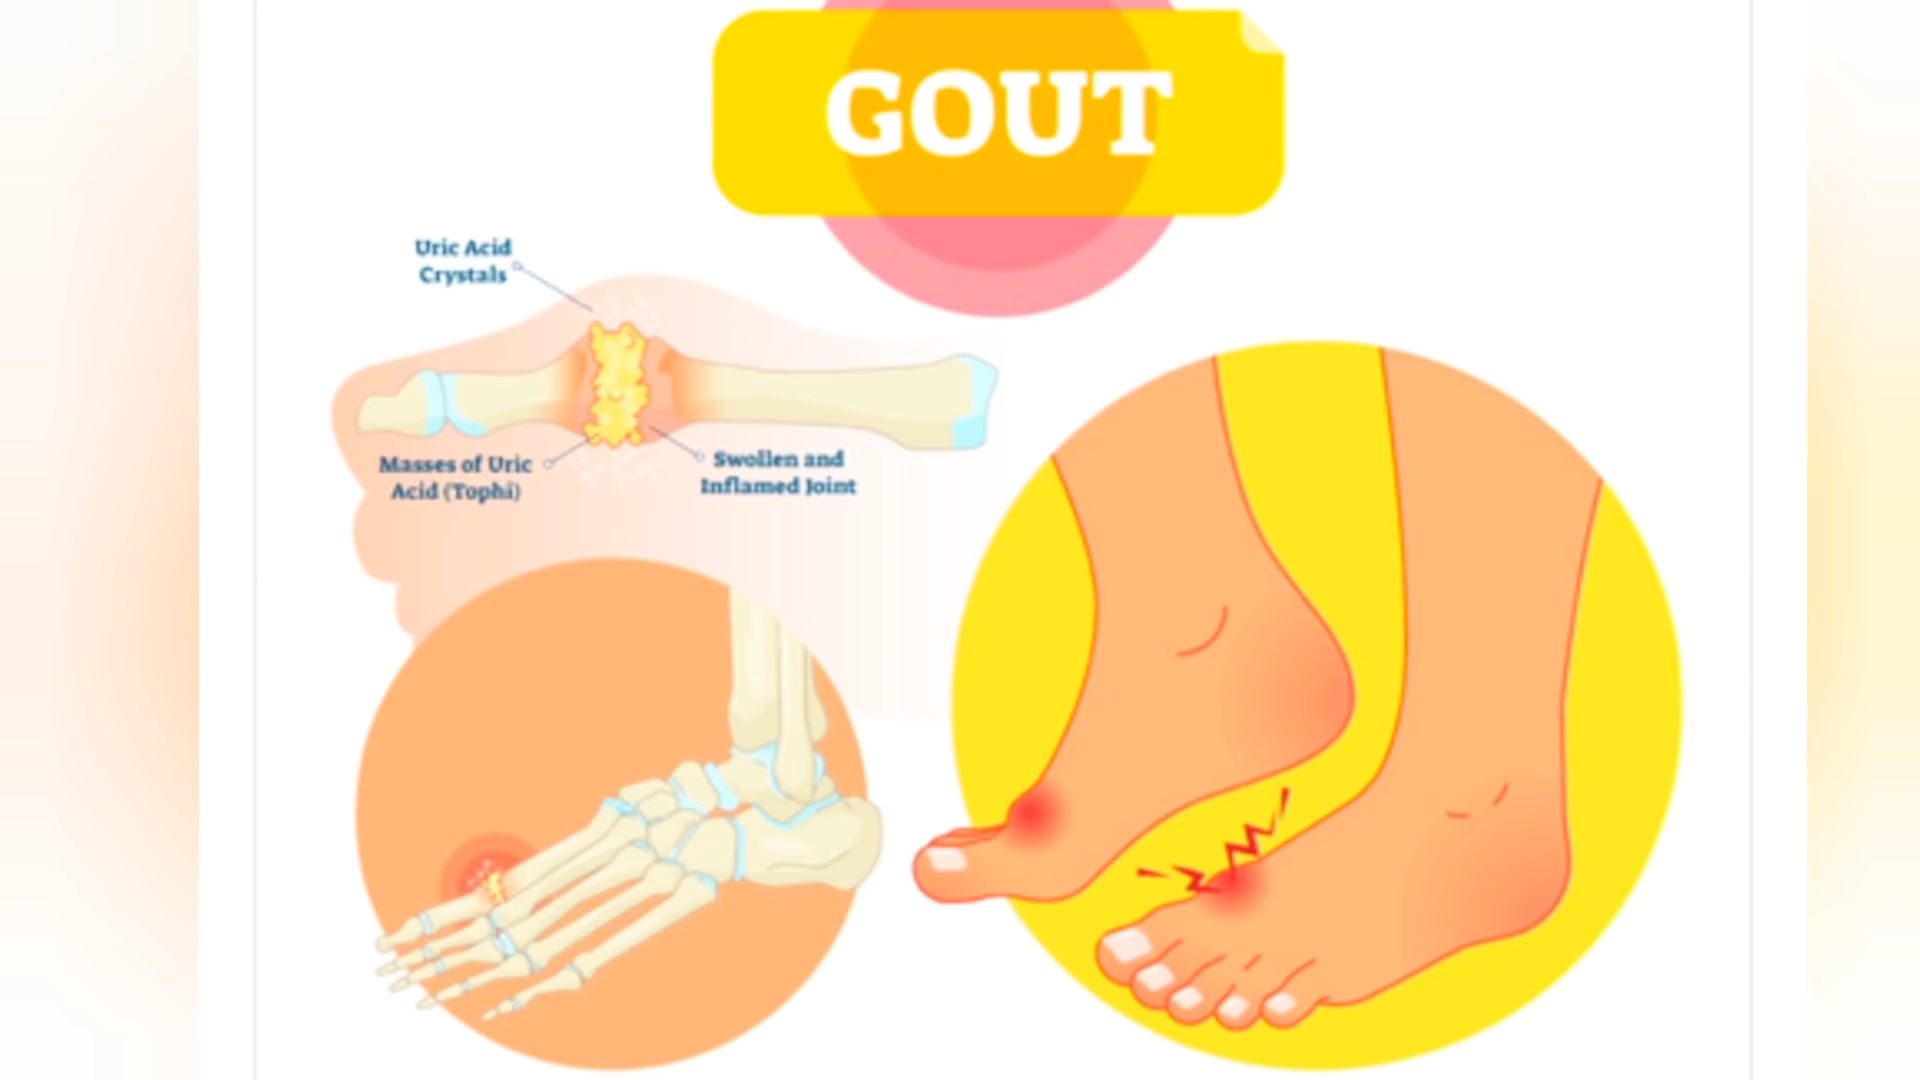 GOUT
Uric Acid
Crystals
Masses of Uric
Acid (Tophi)
Swollen and
Inflamed Joint